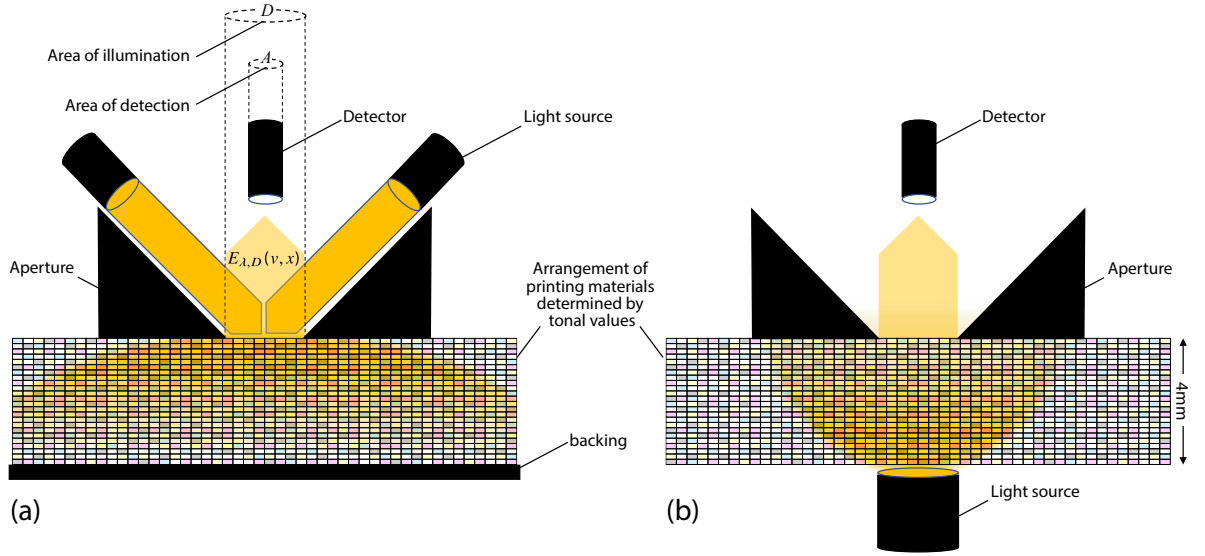 D
Area of illumination
A
Area of detection
Detector
Light source
E_{λ,D}(v, x)
Aperture
Arrangement of
printing materials
determined by
tonal values
backing
(a)
Detector
Aperture
4mm
Light source
(b)